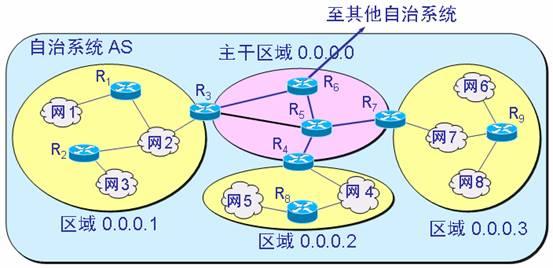 至其他自治系统
自治系统 AS
主干区域 0.0.0.0
R1
R3
R6
R7
网6
网1
R5
R9
R2
网2
网7
R4
网3
R8
网4
网5
网8
区域 0.0.0.1
区域 0.0.0.2
区域 0.0.0.3